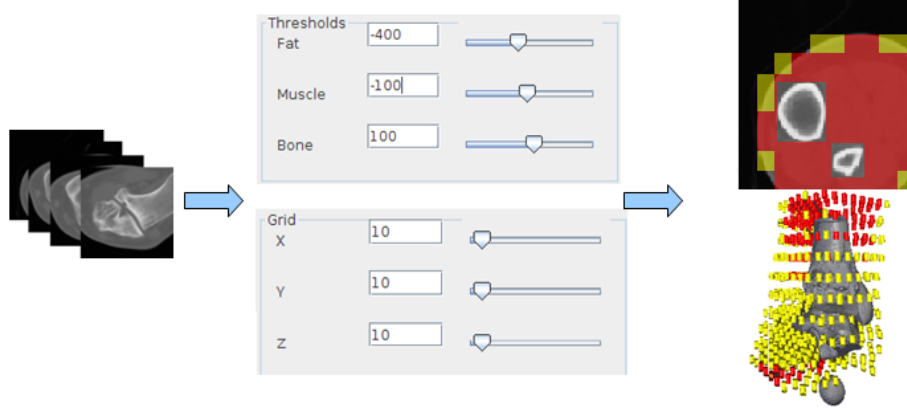 Thresholds
Fat -400
Muscle -100
Bone 100
Grid
X 10
Y 10
Z 10